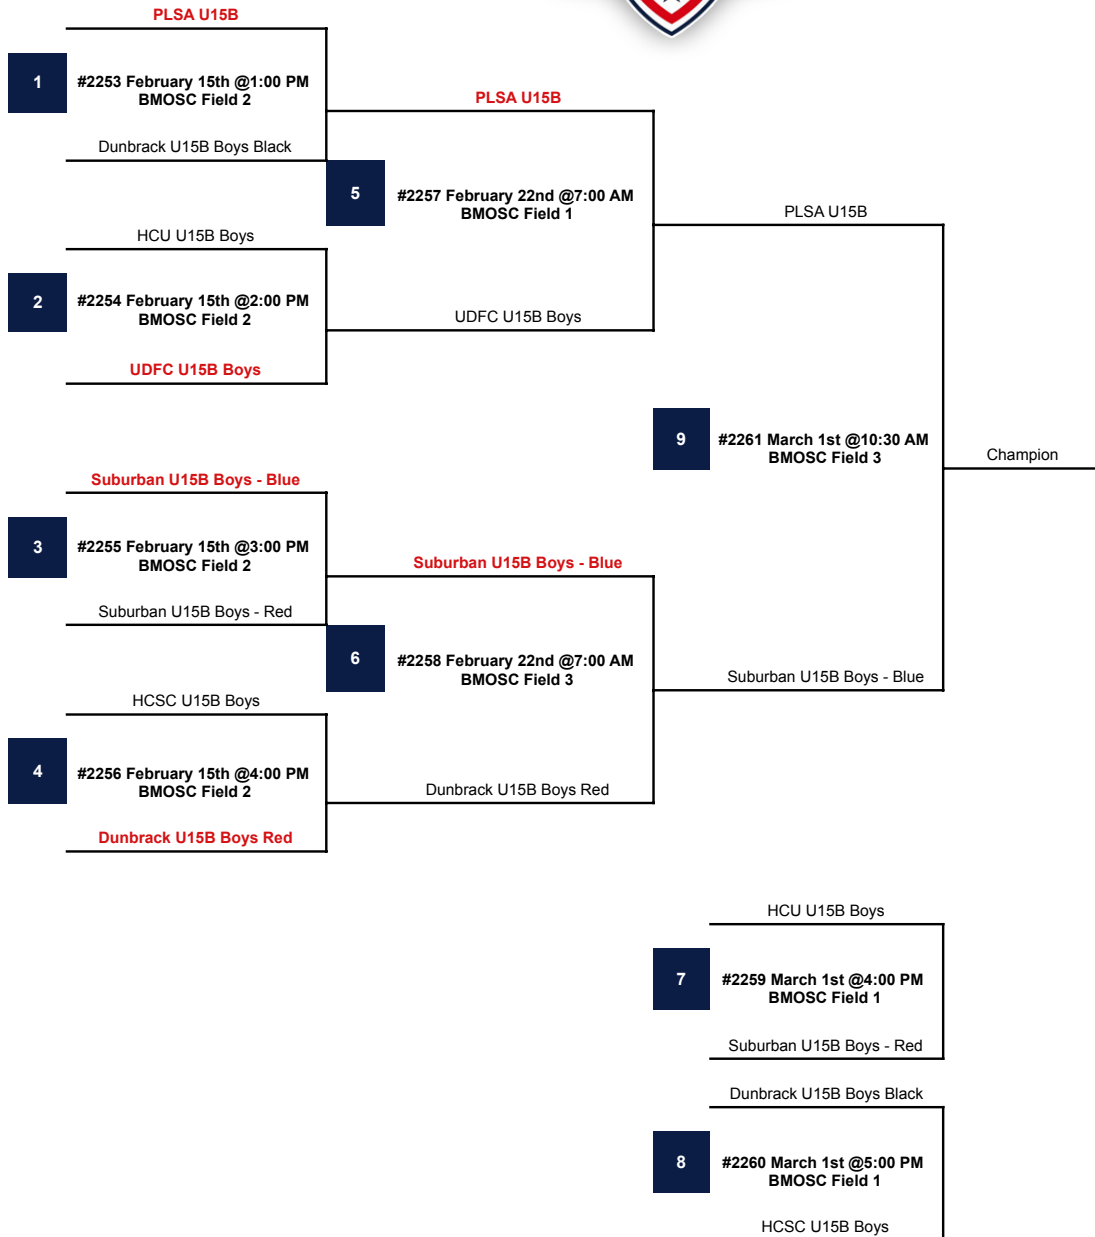 PLSA U15B
1
#2253 February 15th @1:00 PM
BMOSC Field 2
PLSA U15B
Dunbrack U15B Boys Black
5
#2257 February 22nd @7:00 AM
BMOSC Field 1
PLSA U15B
HCU U15B Boys
2
#2254 February 15th @2:00 PM
BMOSC Field 2
UDFC U15B Boys
UDFC U15B Boys
9
#2261 March 1st @10:30 AM
BMOSC Field 3
Champion
Suburban U15B Boys - Blue
3
#2255 February 15th @3:00 PM
BMOSC Field 2
Suburban U15B Boys - Blue
Suburban U15B Boys - Red
6
#2258 February 22nd @7:00 AM
BMOSC Field 3
Suburban U15B Boys - Blue
HCSC U15B Boys
4
#2256 February 15th @4:00 PM
BMOSC Field 2
Dunbrack U15B Boys Red
Dunbrack U15B Boys Red
HCU U15B Boys
7
#2259 March 1st @4:00 PM
BMOSC Field 1
Suburban U15B Boys - Red
Dunbrack U15B Boys Black
8
#2260 March 1st @5:00 PM
BMOSC Field 1
HCSC U15B Boys